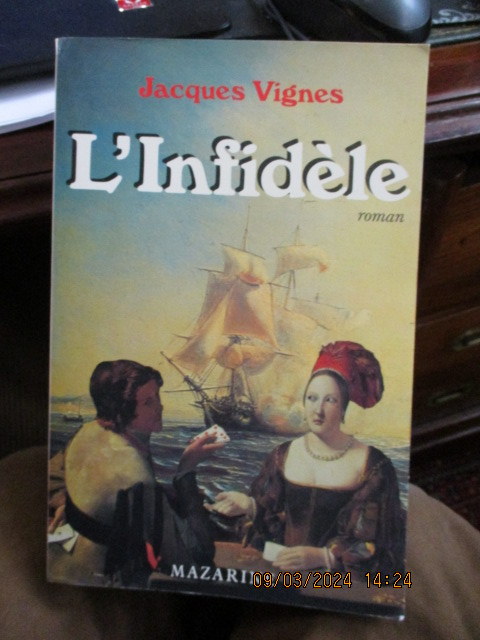 Jacques Vignes
L'Infidèle
roman
09/03/2024 14:24